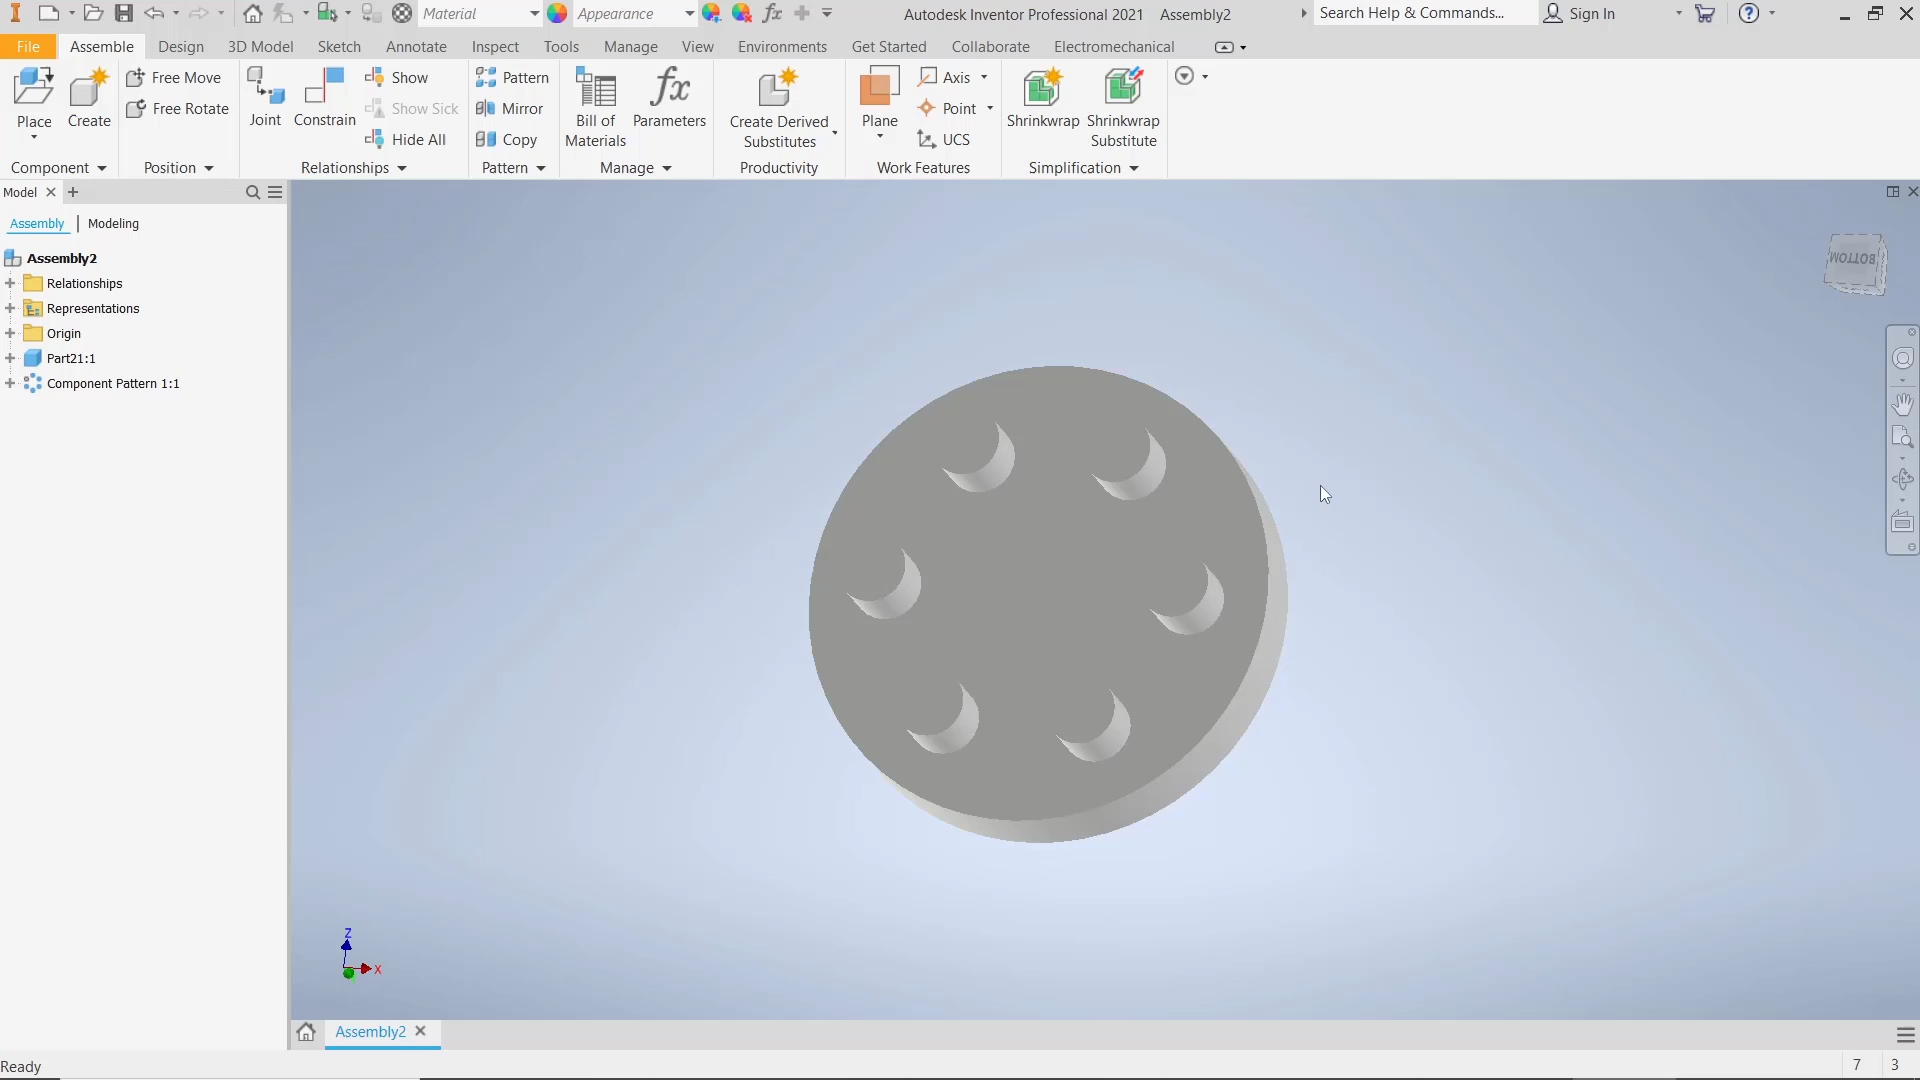 Material
Appearance
Autodesk Inventor Professional 2021 Assembly2
Search Help & Commands...
Sign In
File Assemble Design 3D Model Sketch Annotate Inspect Tools Manage View Environments Get Started Collaborate Electromechanical
Place
Create
Component
Free Move
Free Rotate
Position
Joint
Constrain
Show
Show Sick
Hide All
Relationships
Pattern
Mirror
Copy
Pattern
Bill of
Materials
fx
Parameters
Manage
Create Derived
Substitutes
Productivity
Plane
Axis
Point
UCS
Work Features
Shrinkwrap
Shrinkwrap
Substitute
Simplification
Model
Assembly Modeling
Assembly2
Relationships
Representations
Origin
Part21:1
Component Pattern 1:1
BOTTOM
Z
X
Assembly2
Ready
7 3